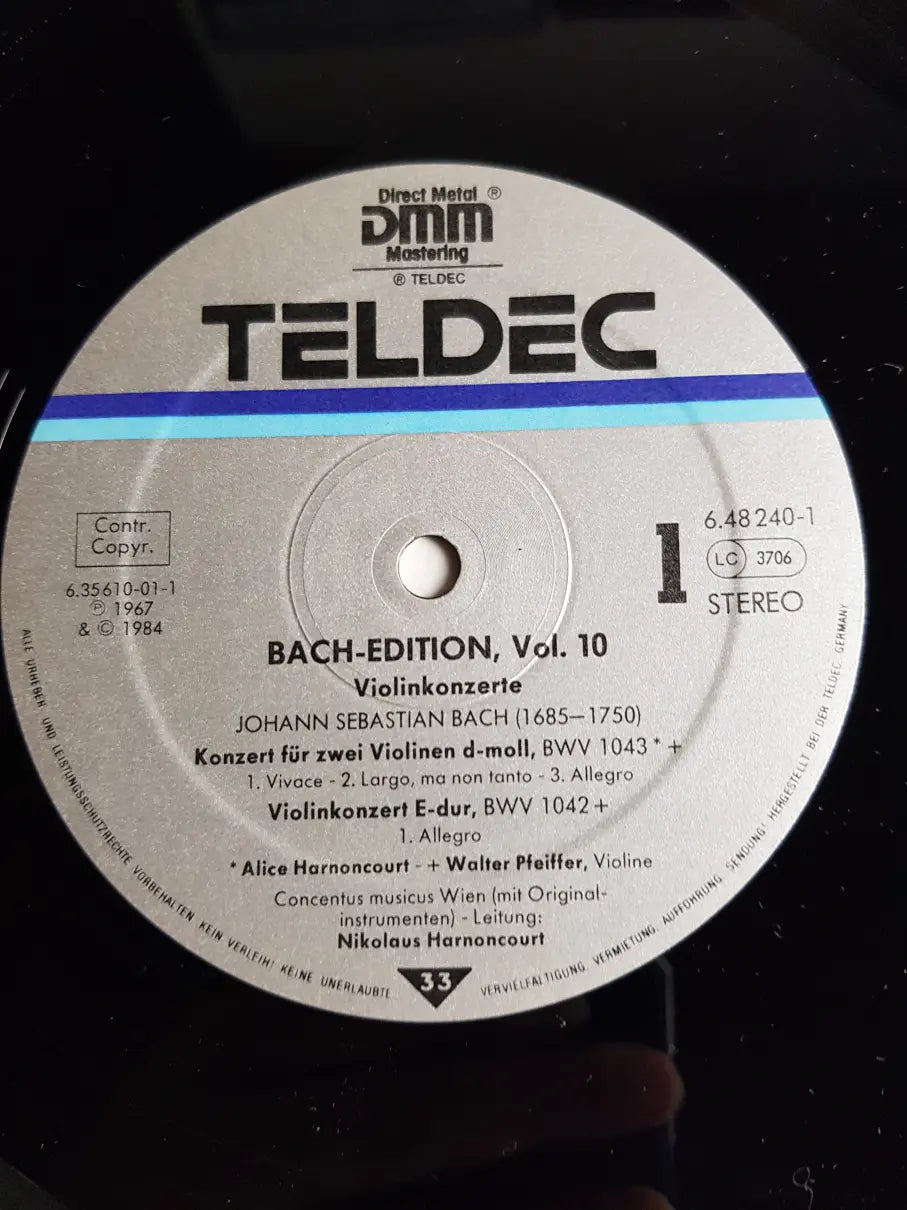 Direct Metal ®
DMM
Mastering
® TELDEC
TELDEC
Contr.
Copyr.
6.35610-01-1
℗ 1967
& © 1984
1
6.48240-1
LC 3706
STEREO
BACH-EDITION, Vol. 10
Violinkonzerte
JOHANN SEBASTIAN BACH (1685–1750)
Konzert für zwei Violinen d-moll, BWV 1043 * +
1. Vivace - 2. Largo, ma non tanto - 3. Allegro
Violinkonzert E-dur, BWV 1042 +
1. Allegro
* Alice Harnoncourt - + Walter Pfeiffer, Violine
Concentus musicus Wien (mit Original-
instrumenten) - Leitung:
Nikolaus Harnoncourt
33
ALLE URHEBER UND LEISTUNGSSCHUTZRECHTE VORBEHALTEN KEIN VERLEIH! KEINE UNERLAUBTE VERVIELFÄLTIGUNG, VERMIETUNG, AUFFÜHRUNG, SENDUNG! HERGESTELLT BEI DER TELDEC GERMANY